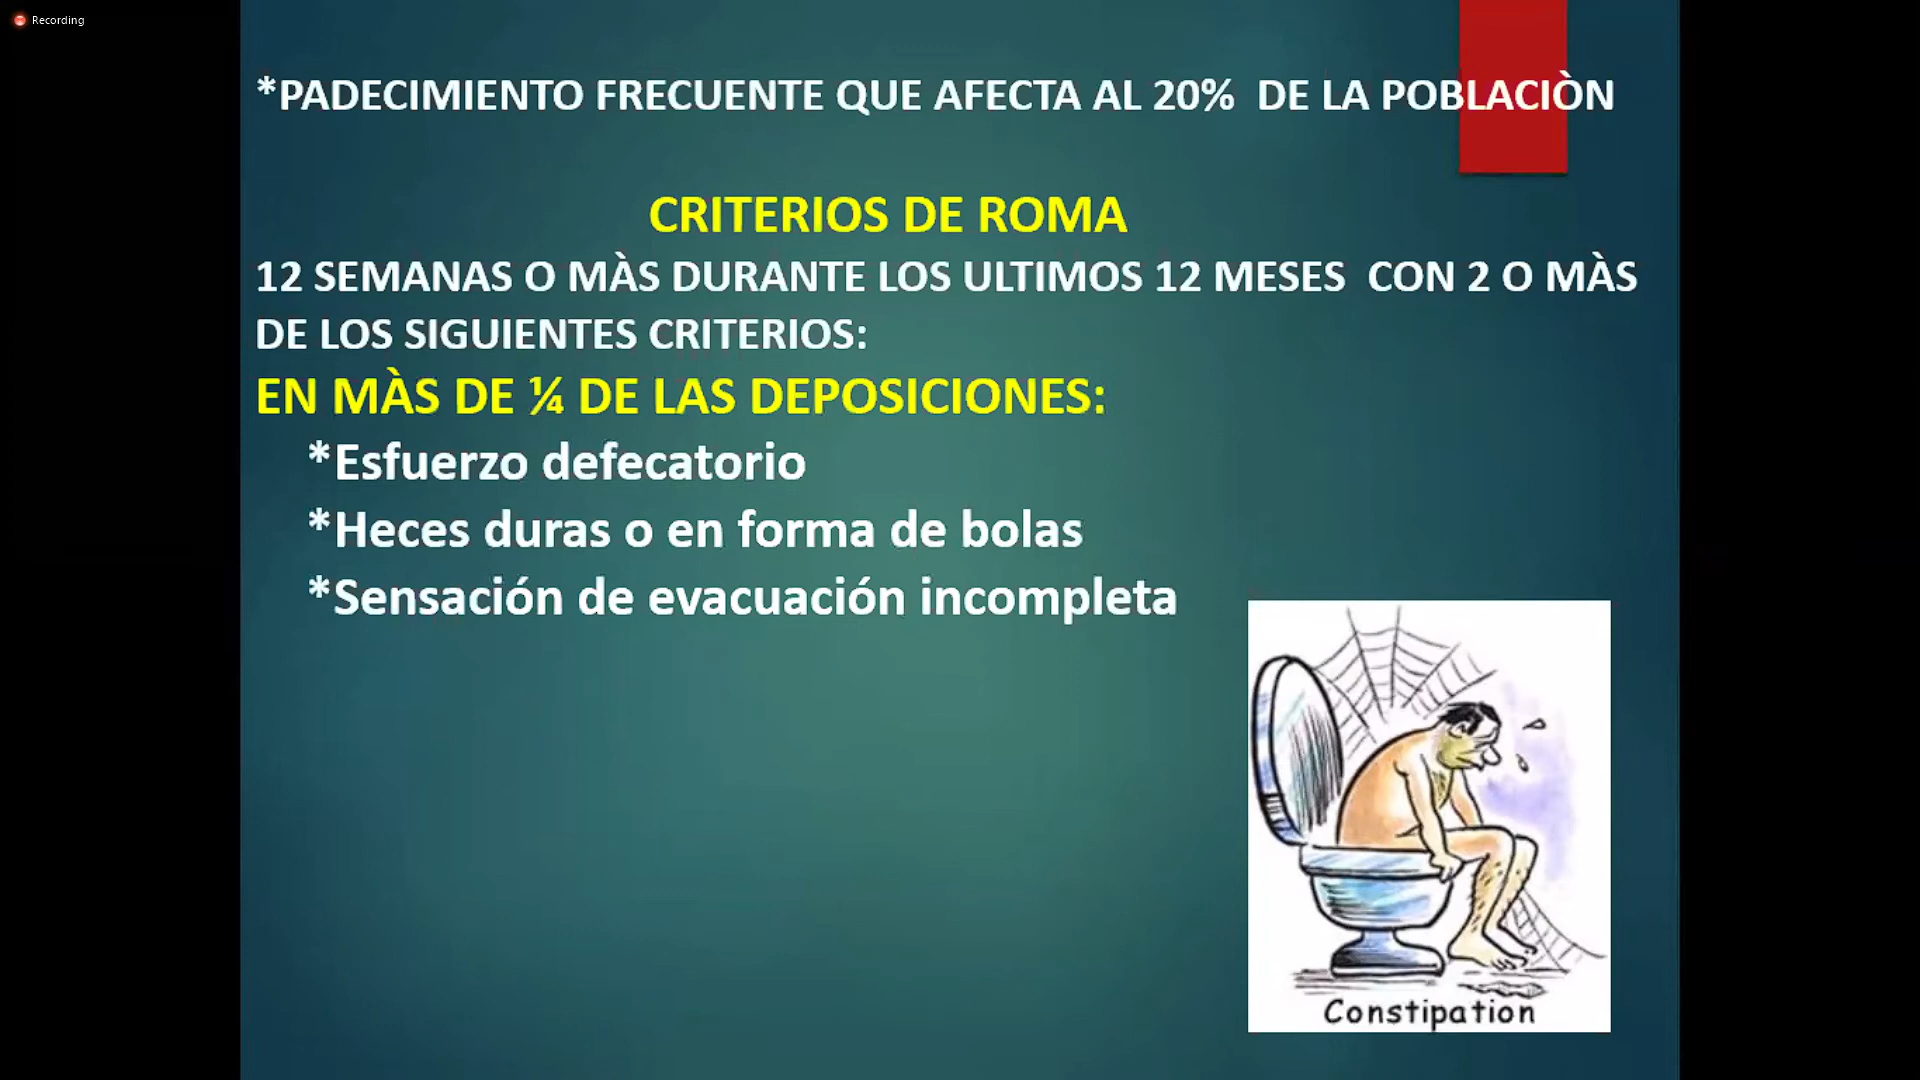 Recording
*PADECIMIENTO FRECUENTE QUE AFECTA AL 20% DE LA POBLACIÒN
CRITERIOS DE ROMA
12 SEMANAS O MÀS DURANTE LOS ULTIMOS 12 MESES CON 2 O MÀS
DE LOS SIGUIENTES CRITERIOS:
EN MÀS DE ¼ DE LAS DEPOSICIONES:
*Esfuerzo defecatorio
*Heces duras o en forma de bolas
*Sensación de evacuación incompleta
Constipation